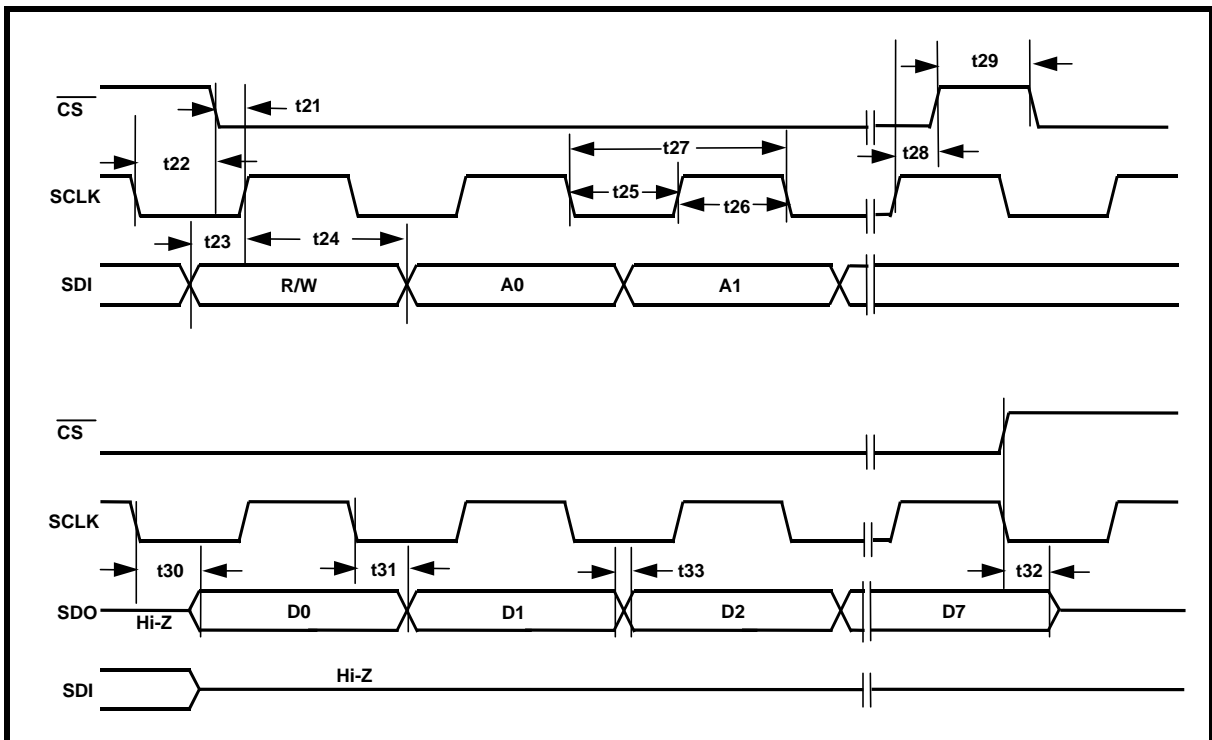 t29
CS
t21
t27
t22
t28
SCLK
t25
t26
t23
t24
SDI
R/W
A0
A1
CS
SCLK
t30
t31
t33
t32
SDO
Hi-Z
D0
D1
D2
D7
SDI
Hi-Z